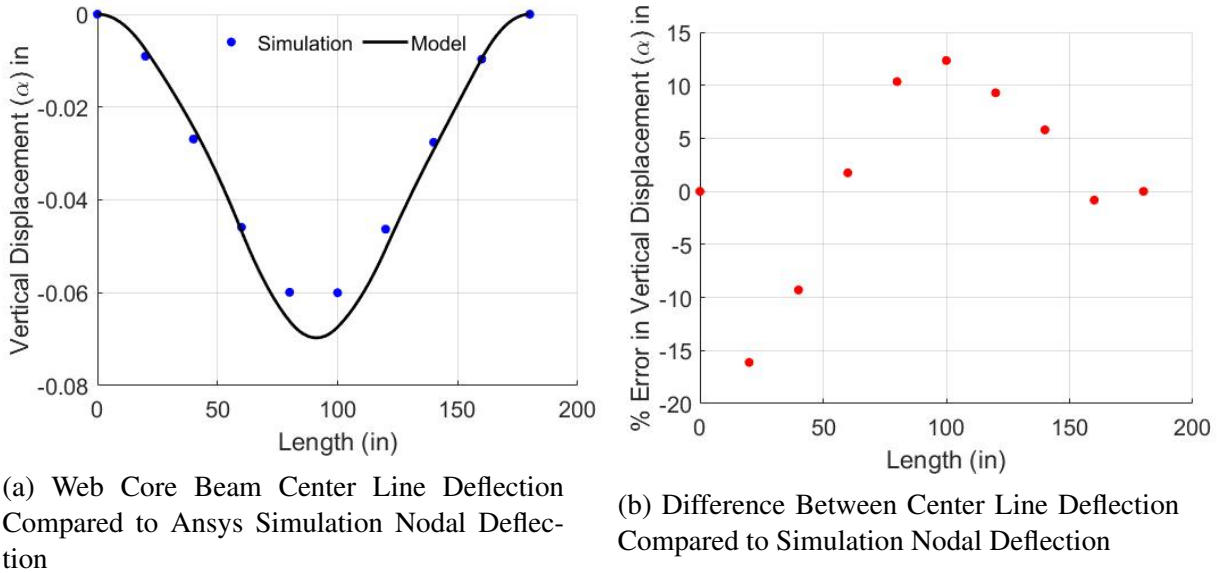 0
-0.02
-0.04
-0.06
-0.08
Vertical Displacement (α) in
Simulation Model
0 50 100 150 200
Length (in)
(a) Web Core Beam Center Line Deflection
Compared to Ansys Simulation Nodal Deflec-
tion
15
10
5
0
-5
-10
-15
-20
% Error in Vertical Displacement (α) in
0 50 100 150 200
Length (in)
(b) Difference Between Center Line Deflection
Compared to Simulation Nodal Deflection